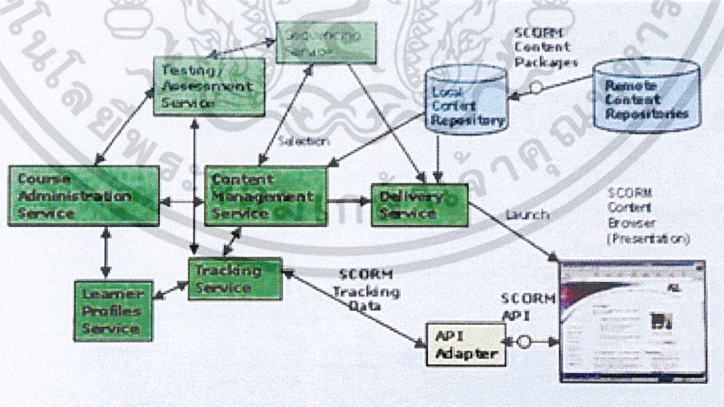 Sequencing
Service
SCORM
Content
Packages
Testing/
Assessment
Service
Local
Content
Repository
Remote
Content
Repositories
Selection
Course
Administration
Service
Content
Management
Service
Delivery
Service
SCORM
Content
Browser
(Presentation)
Launch
Tracking
Service
Learner
Profiles
Service
SCORM
Tracking
Data
SCORM
API
API
Adapter